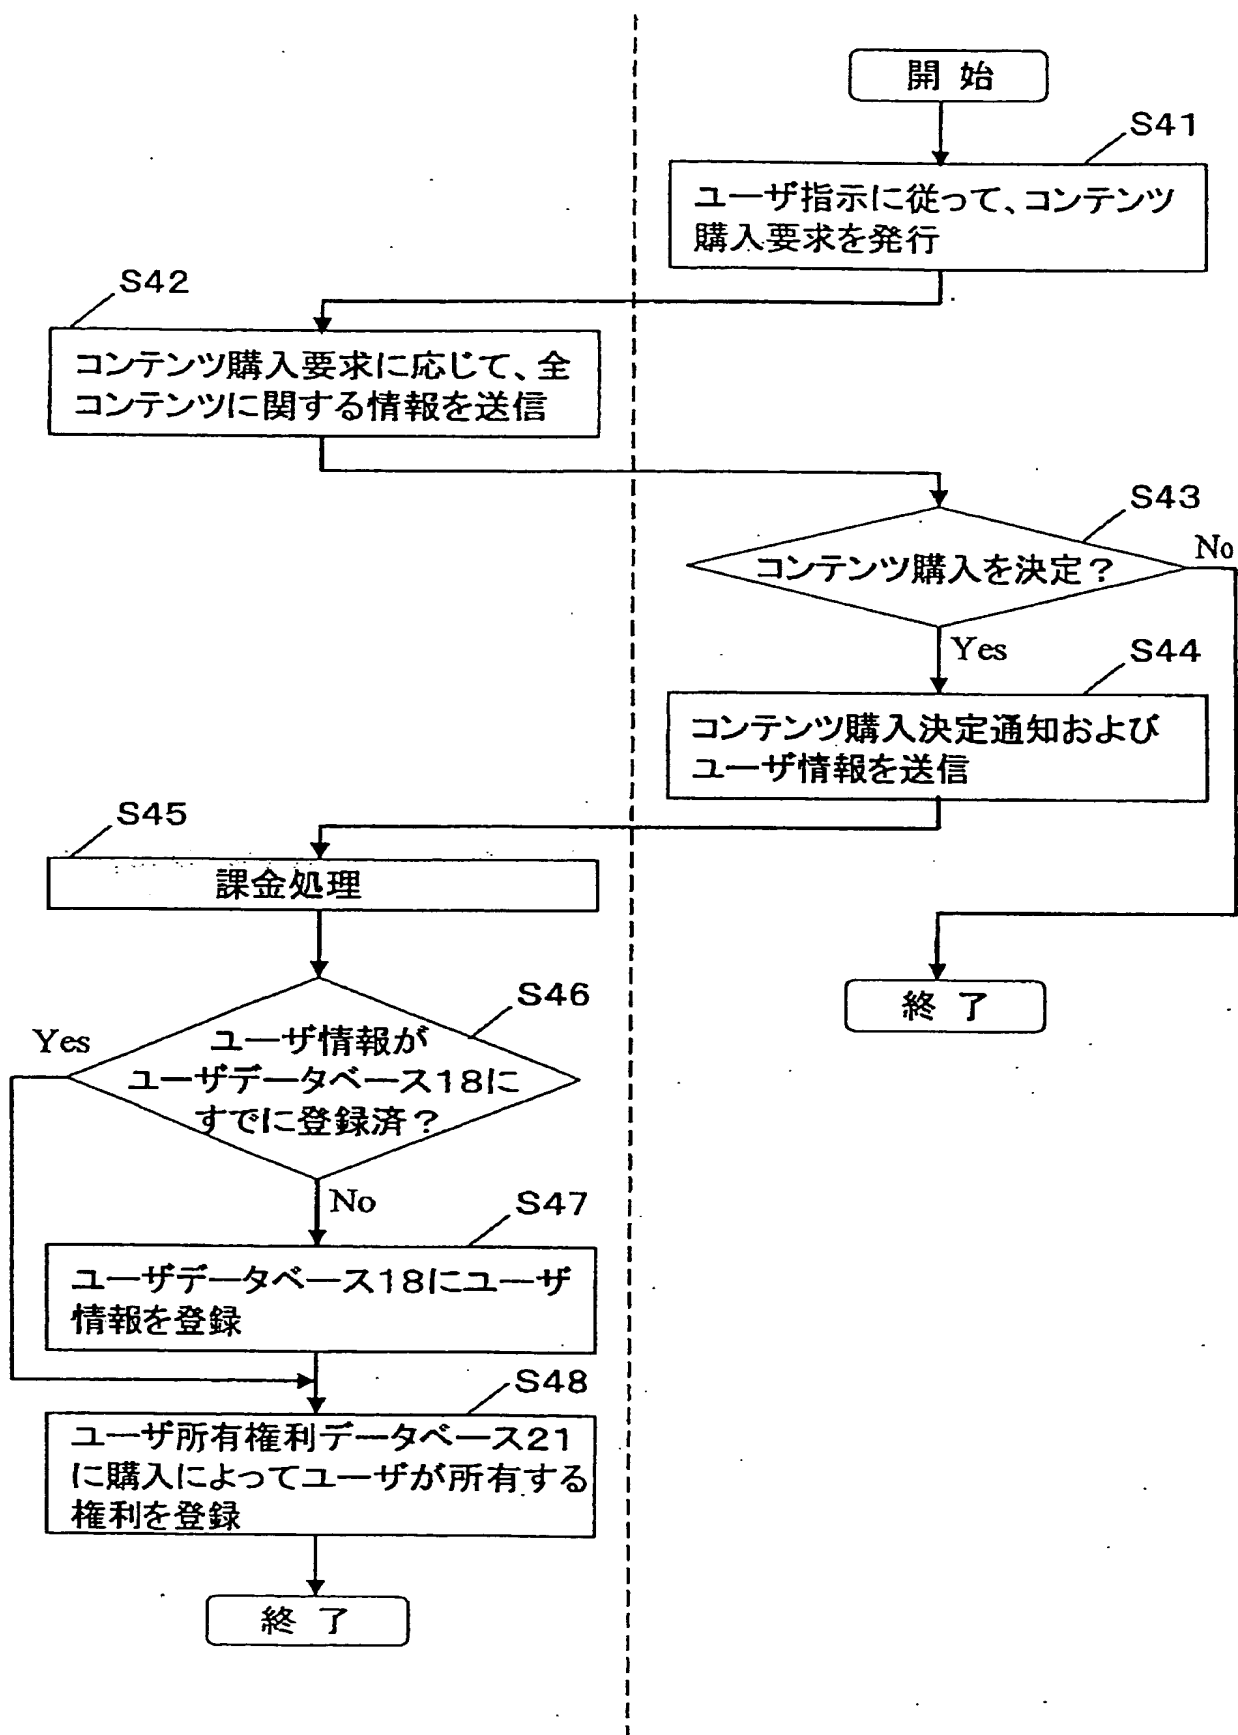 開 始
S41
ユーザ指示に従って、コンテンツ
購入要求を発行
S42
コンテンツ購入要求に応じて、全
コンテンツに関する情報を送信
S43
コンテンツ購入を決定？
No
Yes
S44
コンテンツ購入決定通知および
ユーザ情報を送信
S45
課金処理
終 了
S46
ユーザ情報が
ユーザデータベース18に
すでに登録済？
Yes
No
S47
ユーザデータベース18にユーザ
情報を登録
S48
ユーザ所有権利データベース21
に購入によってユーザが所有する
権利を登録
終 了